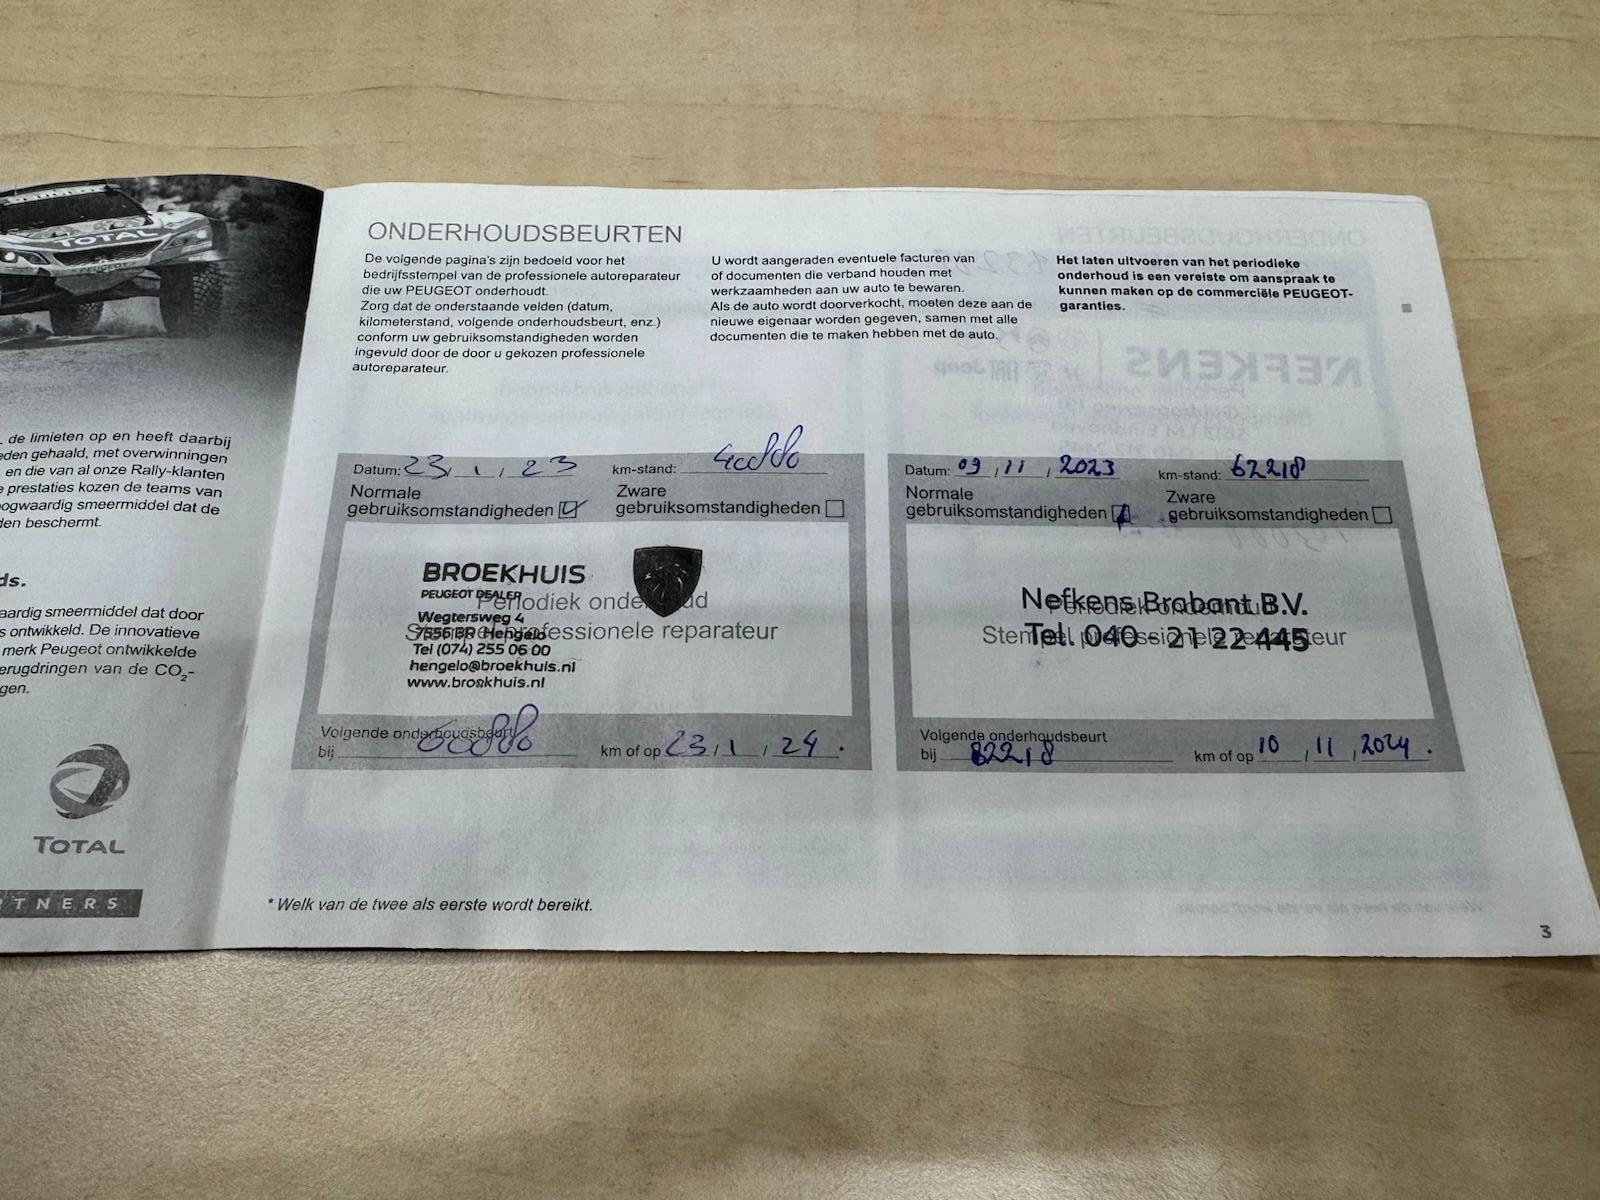 TOTAL
, de limieten op en heeft daarbij
eden gehaald, met overwinningen
, en die van al onze Rally-klanten
prestaties kozen de teams van
oogwaardig smeermiddel dat de
den beschermt.
ds.
aardig smeermiddel dat door
s ontwikkeld. De innovatieve
merk Peugeot ontwikkelde
erugdringen van de CO2-
gen.
TOTAL
TNERS
ONDERHOUDSBEURTEN
De volgende pagina's zijn bedoeld voor het
bedrijfsstempel van de professionele autoreparateur
die uw PEUGEOT onderhoudt.
Zorg dat de onderstaande velden (datum,
kilometerstand, volgende onderhoudsbeurt, enz.)
conform uw gebruiksomstandigheden worden
ingevuld door de door u gekozen professionele
autoreparateur.
U wordt aangeraden eventuele facturen van
of documenten die verband houden met
werkzaamheden aan uw auto te bewaren.
Als de auto wordt doorverkocht, moeten deze aan de
nieuwe eigenaar worden gegeven, samen met alle
documenten die te maken hebben met de auto.
Het laten uitvoeren van het periodieke
onderhoud is een vereiste om aanspraak te
kunnen maken op de commerciële PEUGEOT-
garanties.
Datum: 23, 1, 23 km-stand:
Normale
gebruiksomstandigheden
Zware
gebruiksomstandigheden
BROEKHUIS
PEUGEOT DEALER
Periodiek onderhoud
Wegtersweg 4
7556 BR Hengelo
Stempel professionele reparateur
Tel (074) 255 06 00
hengelo@broekhuis.nl
www.broekhuis.nl
Volgende onderhoudsbeurt
bij km of op 23, 1, 24.
Datum: 09, 11, 2023 km-stand: 62218
Normale
gebruiksomstandigheden
Zware
gebruiksomstandigheden
Nefkens Brabant B.V.
Periodiek onderhoud
Tel. 040 - 21 22 445
Stempel professionele reparateur
Volgende onderhoudsbeurt
bij 82218 km of op 10, 11, 2024.
* Welk van de twee als eerste wordt bereikt.
3